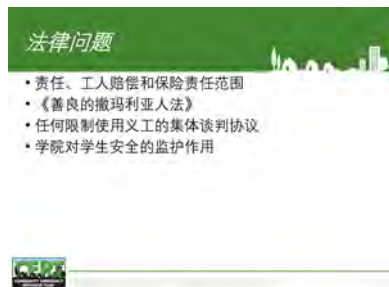 法律问题
• 责任、工人赔偿和保险责任范围
• 《善良的撒玛利亚人法》
• 任何限制使用义工的集体谈判协议
• 学院对学生安全的监护作用
CERT